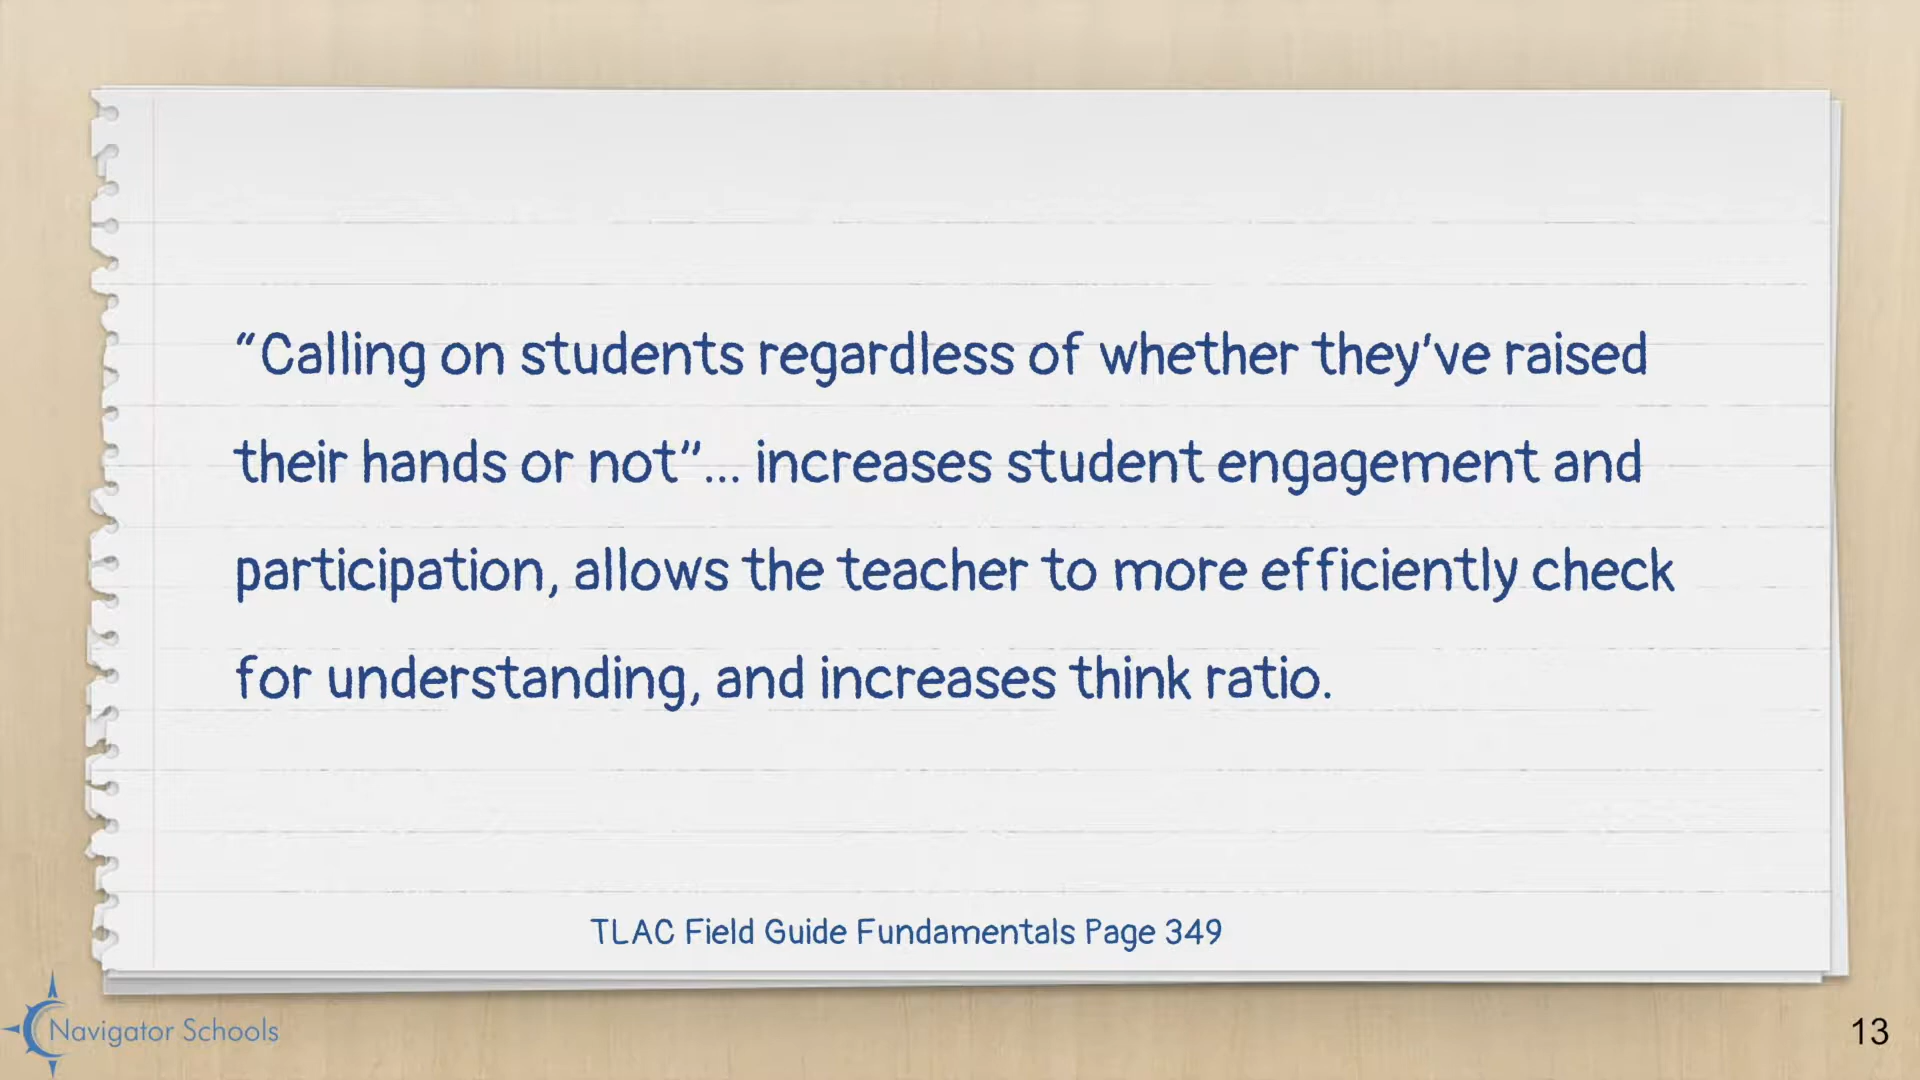 “Calling on students regardless of whether they’ve raised
their hands or not”... increases student engagement and
participation, allows the teacher to more efficiently check
for understanding, and increases think ratio.
TLAC Field Guide Fundamentals Page 349
Navigator Schools
13